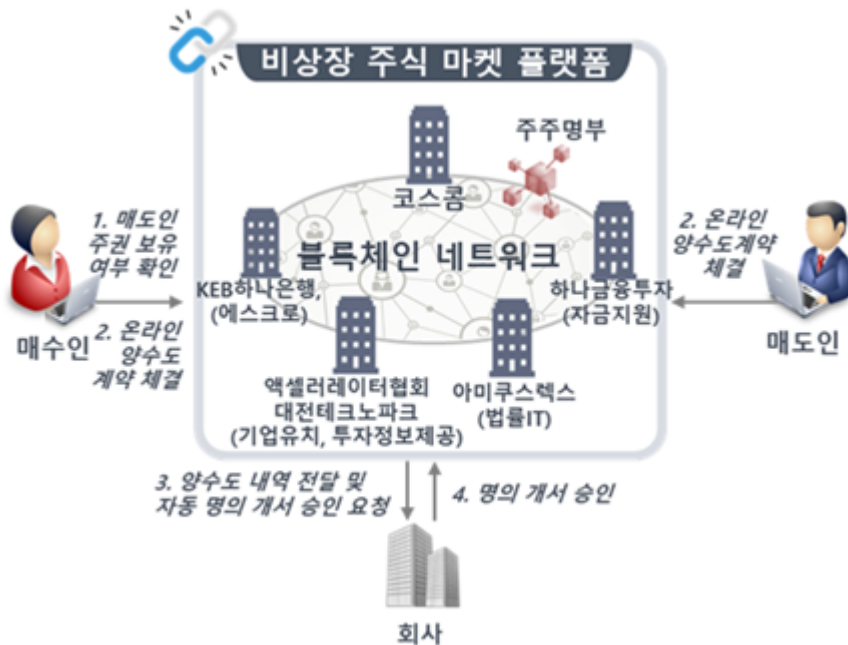 비상장 주식 마켓 플랫폼
주주명부
코스콤
블록체인 네트워크
1. 매도인
주권 보유
여부 확인
2. 온라인
양수도계약
체결
KEB하나은행,
(에스크로)
하나금융투자
(자금지원)
매수인
2. 온라인
양수도
계약 체결
매도인
액셀러레이터협회
대전테크노파크
(기업유치, 투자정보제공)
아미쿠스렉스
(법률IT)
3. 양수도 내역 전달 및
자동 명의 개서 승인 요청
4. 명의 개서 승인
회사